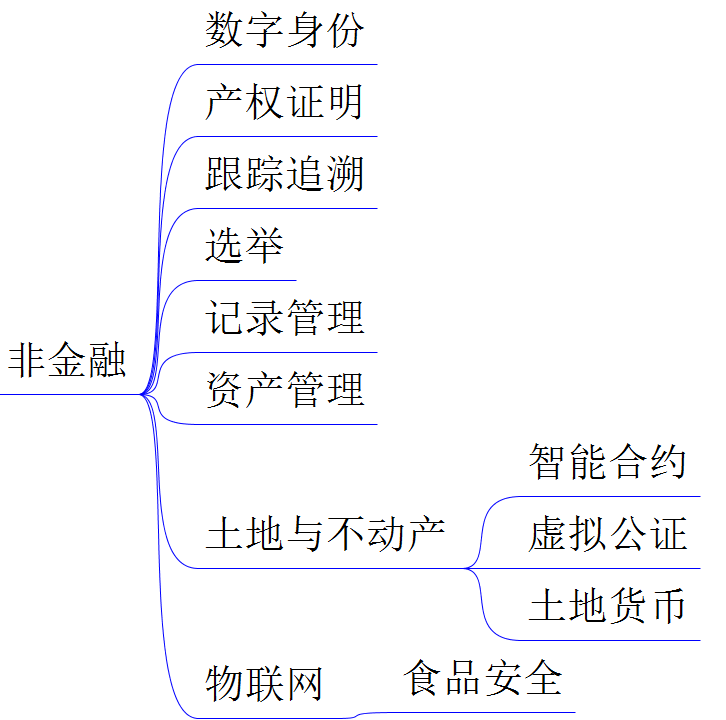 数字身份
产权证明
跟踪追溯
选举
记录管理
非金融
资产管理
智能合约
土地与不动产
虚拟公证
土地货币
物联网
食品安全